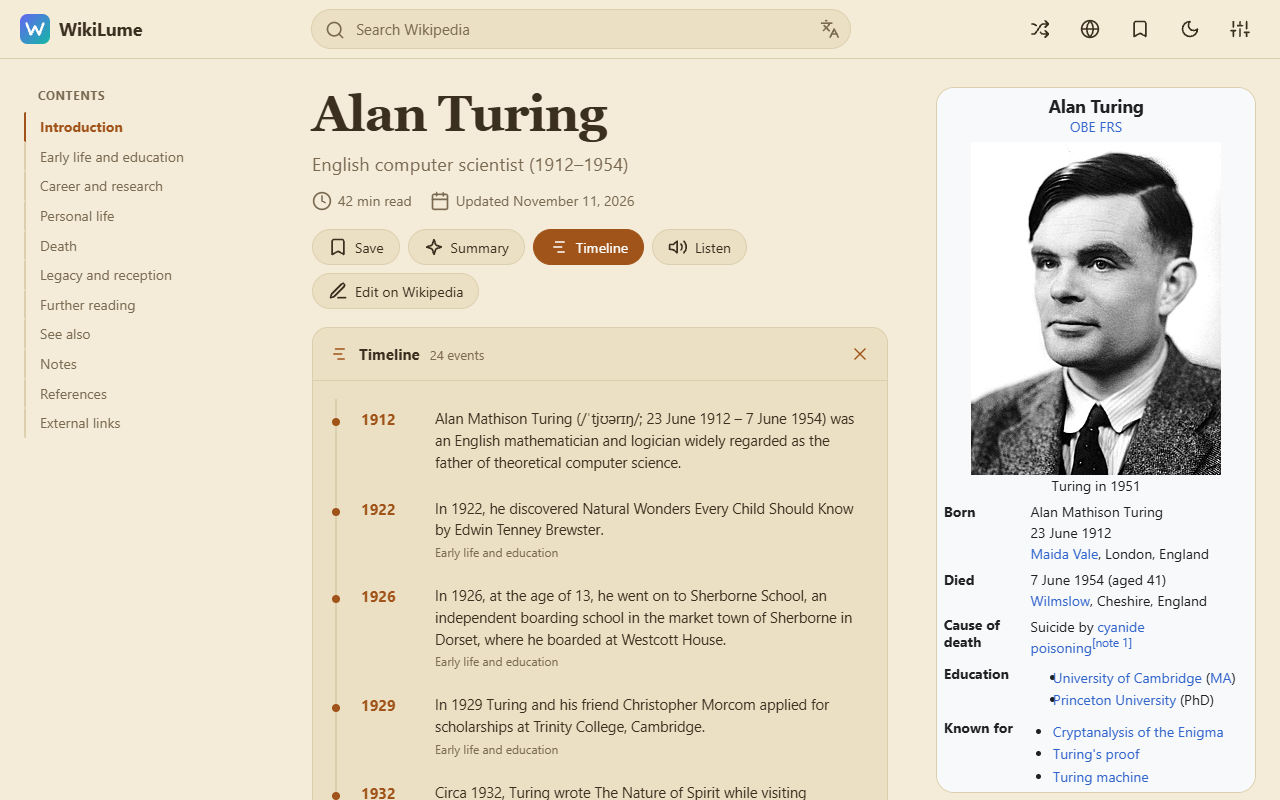 W WikiLume
Search Wikipedia
CONTENTS
Introduction
Early life and education
Career and research
Personal life
Death
Legacy and reception
Further reading
See also
Notes
References
External links
Alan Turing
English computer scientist (1912–1954)
42 min read Updated November 11, 2026
Save Summary Timeline Listen
Edit on Wikipedia
Timeline 24 events
1912 Alan Mathison Turing (/ˈtjʊərɪŋ/; 23 June 1912 – 7 June 1954) was
an English mathematician and logician widely regarded as the
father of theoretical computer science.
1922 In 1922, he discovered Natural Wonders Every Child Should Know
by Edwin Tenney Brewster.
Early life and education
1926 In 1926, at the age of 13, he went on to Sherborne School, an
independent boarding school in the market town of Sherborne in
Dorset, where he boarded at Westcott House.
Early life and education
1929 In 1929 Turing and his friend Christopher Morcom applied for
scholarships at Trinity College, Cambridge.
Early life and education
1932 Circa 1932, Turing wrote The Nature of Spirit while visiting
Alan Turing
OBE FRS
Turing in 1951
Born Alan Mathison Turing
23 June 1912
Maida Vale, London, England
Died 7 June 1954 (aged 41)
Wilmslow, Cheshire, England
Cause of death Suicide by cyanide
poisoning[note 1]
Education • University of Cambridge (MA)
• Princeton University (PhD)
Known for • Cryptanalysis of the Enigma
• Turing's proof
• Turing machine